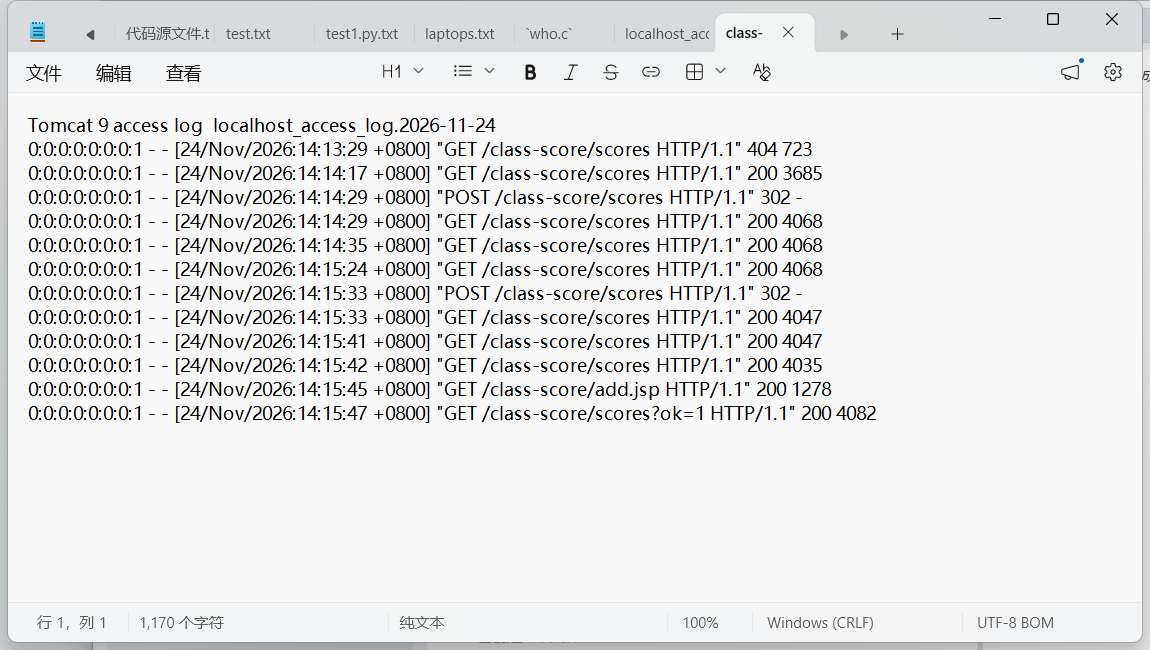 代码源文件.t test.txt test1.py.txt laptops.txt `who.c` localhost_acc class-
文件 编辑 查看 H1 B I S
Tomcat 9 access log  localhost_access_log.2026-11-24
0:0:0:0:0:0:0:1 - - [24/Nov/2026:14:13:29 +0800] "GET /class-score/scores HTTP/1.1" 404 723
0:0:0:0:0:0:0:1 - - [24/Nov/2026:14:14:17 +0800] "GET /class-score/scores HTTP/1.1" 200 3685
0:0:0:0:0:0:0:1 - - [24/Nov/2026:14:14:29 +0800] "POST /class-score/scores HTTP/1.1" 302 -
0:0:0:0:0:0:0:1 - - [24/Nov/2026:14:14:29 +0800] "GET /class-score/scores HTTP/1.1" 200 4068
0:0:0:0:0:0:0:1 - - [24/Nov/2026:14:14:35 +0800] "GET /class-score/scores HTTP/1.1" 200 4068
0:0:0:0:0:0:0:1 - - [24/Nov/2026:14:15:24 +0800] "GET /class-score/scores HTTP/1.1" 200 4068
0:0:0:0:0:0:0:1 - - [24/Nov/2026:14:15:33 +0800] "POST /class-score/scores HTTP/1.1" 302 -
0:0:0:0:0:0:0:1 - - [24/Nov/2026:14:15:33 +0800] "GET /class-score/scores HTTP/1.1" 200 4047
0:0:0:0:0:0:0:1 - - [24/Nov/2026:14:15:41 +0800] "GET /class-score/scores HTTP/1.1" 200 4047
0:0:0:0:0:0:0:1 - - [24/Nov/2026:14:15:42 +0800] "GET /class-score/scores HTTP/1.1" 200 4035
0:0:0:0:0:0:0:1 - - [24/Nov/2026:14:15:45 +0800] "GET /class-score/add.jsp HTTP/1.1" 200 1278
0:0:0:0:0:0:0:1 - - [24/Nov/2026:14:15:47 +0800] "GET /class-score/scores?ok=1 HTTP/1.1" 200 4082
行 1，列 1 1,170 个字符 纯文本 100% Windows (CRLF) UTF-8 BOM